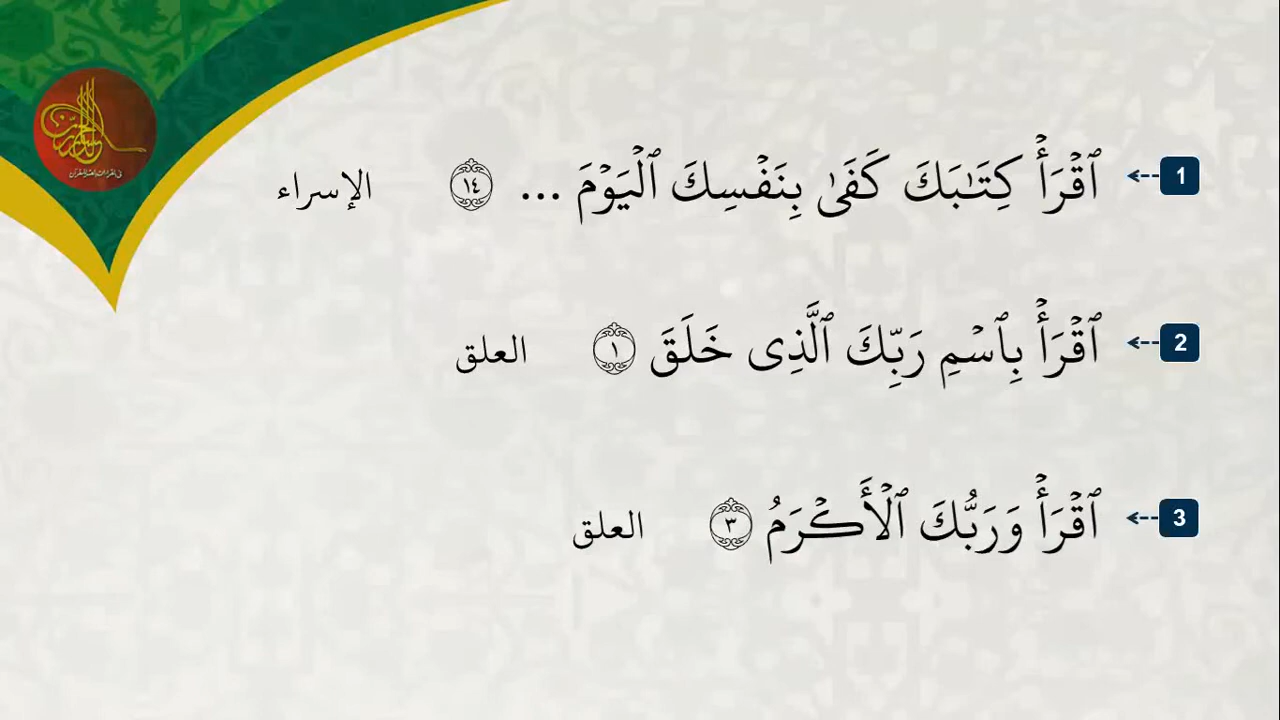 1 ٱقۡرَأۡ كِتَٰبَكَ كَفَىٰ بِنَفۡسِكَ ٱلۡيَوۡمَ ... ١٤ الإسراء
2 ٱقۡرَأۡ بِٱسۡمِ رَبِّكَ ٱلَّذِى خَلَقَ ١ العلق
3 ٱقۡرَأۡ وَرَبُّكَ ٱلۡأَكۡرَمُ ٣ العلق